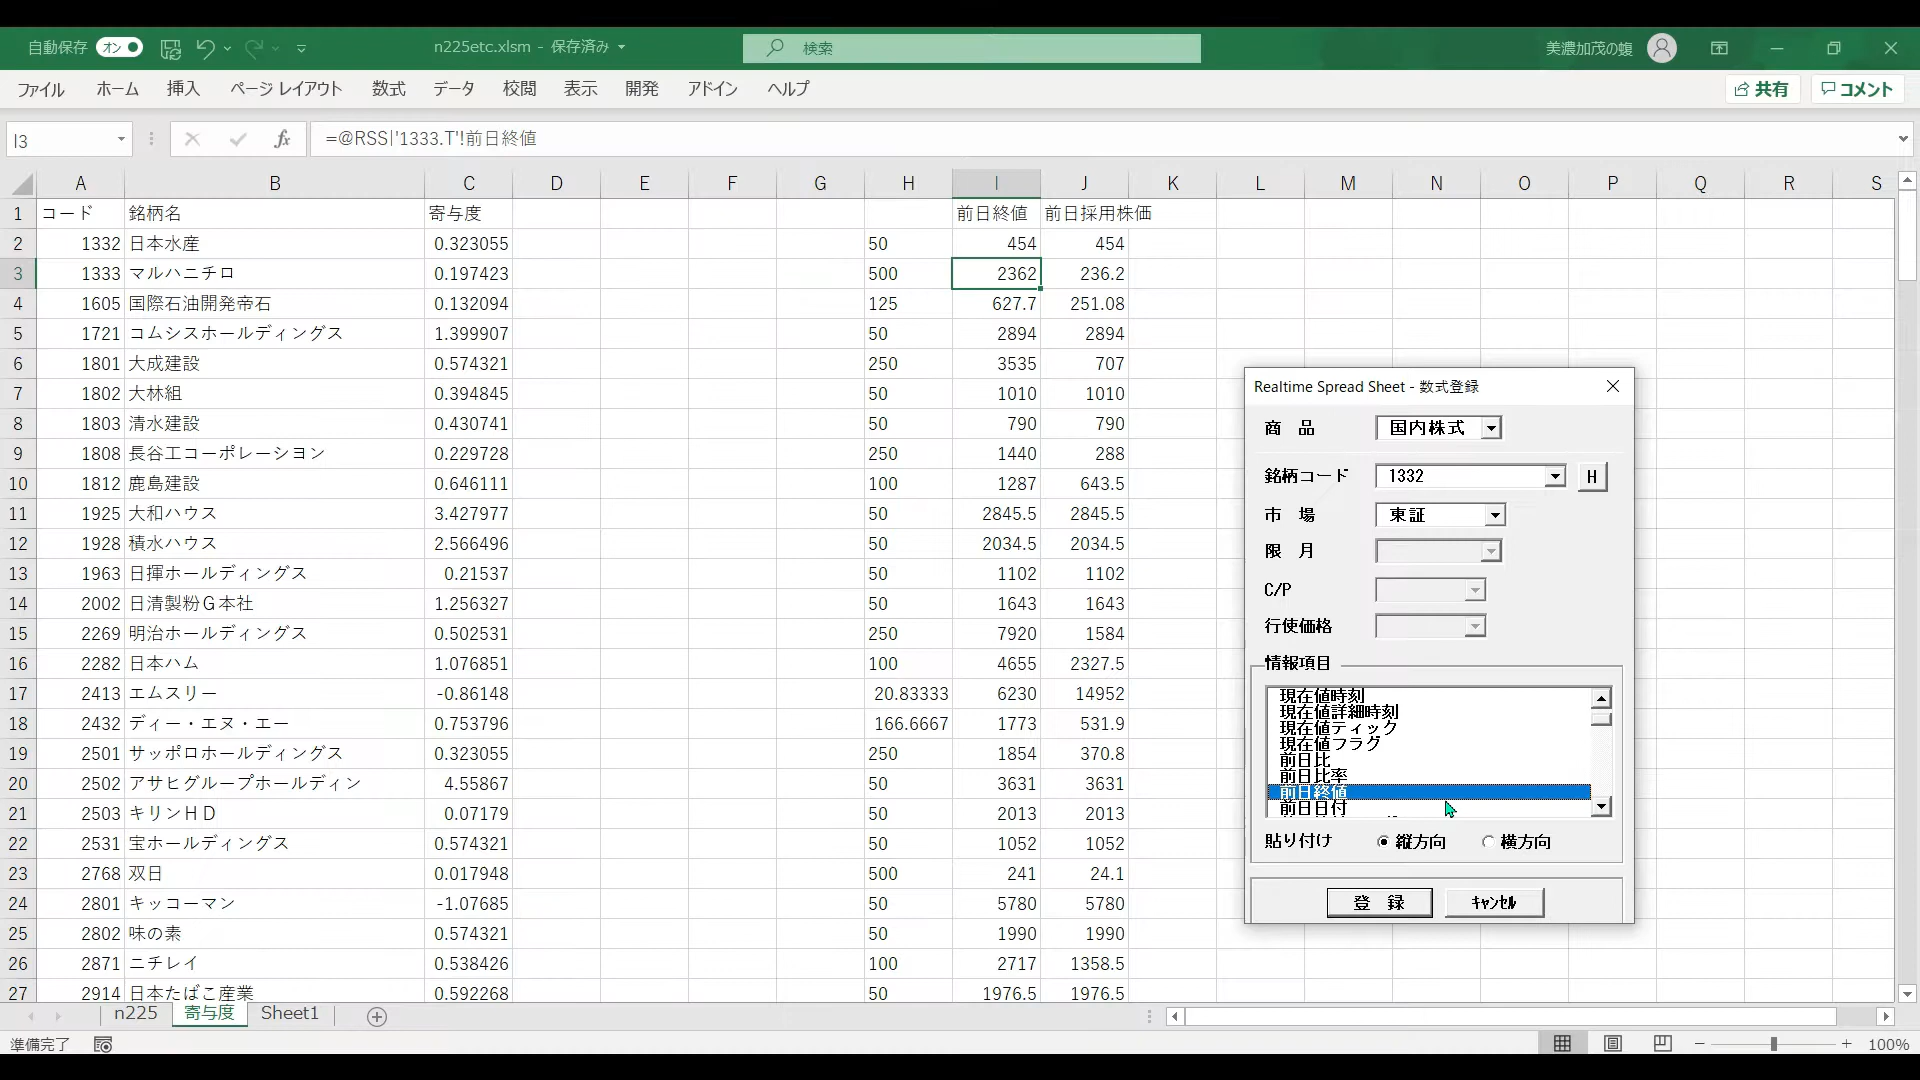 自動保存 オン n225etc.xlsm - 保存済み 検索 美濃加茂の蝮
ファイル ホーム 挿入 ページ レイアウト 数式 データ 校閲 表示 開発 アドイン ヘルプ 共有 コメント
I3 fx =@RSS|'1333.T'!前日終値
A B C D E F G H I J K L M N O P Q R S
1 コード 銘柄名 寄与度 前日終値 前日採用株価
2 1332 日本水産 0.323055 50 454 454
3 1333 マルハニチロ 0.197423 500 2362 236.2
4 1605 国際石油開発帝石 0.132094 125 627.7 251.08
5 1721 コムシスホールディングス 1.399907 50 2894 2894
6 1801 大成建設 0.574321 250 3535 707
7 1802 大林組 0.394845 50 1010 1010
8 1803 清水建設 0.430741 50 790 790
9 1808 長谷工コーポレーション 0.229728 250 1440 288
10 1812 鹿島建設 0.646111 100 1287 643.5
11 1925 大和ハウス 3.427977 50 2845.5 2845.5
12 1928 積水ハウス 2.566496 50 2034.5 2034.5
13 1963 日揮ホールディングス 0.21537 50 1102 1102
14 2002 日清製粉Ｇ本社 1.256327 50 1643 1643
15 2269 明治ホールディングス 0.502531 250 7920 1584
16 2282 日本ハム 1.076851 100 4655 2327.5
17 2413 エムスリー -0.86148 20.83333 6230 14952
18 2432 ディー・エヌ・エー 0.753796 166.6667 1773 531.9
19 2501 サッポロホールディングス 0.323055 250 1854 370.8
20 2502 アサヒグループホールディン 4.55867 50 3631 3631
21 2503 キリンＨＤ 0.07179 50 2013 2013
22 2531 宝ホールディングス 0.574321 50 1052 1052
23 2768 双日 0.017948 500 241 24.1
24 2801 キッコーマン -1.07685 50 5780 5780
25 2802 味の素 0.574321 50 1990 1990
26 2871 ニチレイ 0.538426 100 2717 1358.5
27 2914 日本たばこ産業 0.592268 50 1976.5 1976.5
Realtime Spread Sheet - 数式登録
商　品 国内株式
銘柄コード 1332 H
市　場 東証
限　月
C/P
行使価格
情報項目
現在値時刻
現在値詳細時刻
現在値ティック
現在値フラグ
前日比
前日比率
前日終値
前日日付
貼り付け 縦方向 横方向
登　録 ｷｬﾝｾﾙ
n225 寄与度 Sheet1
準備完了 100%